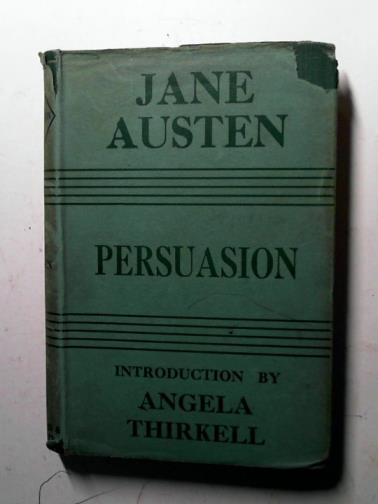 JANE
AUSTEN
PERSUASION
INTRODUCTION BY
ANGELA
THIRKELL